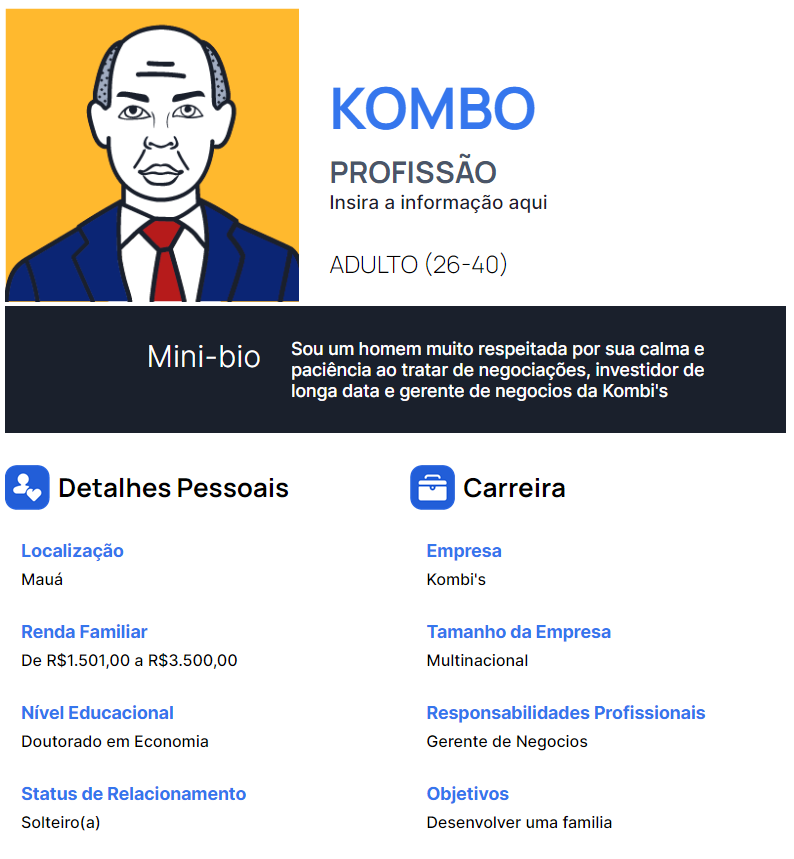 KOMBO
PROFISSÃO
Insira a informação aqui
ADULTO (26-40)
Mini-bio
Sou um homem muito respeitada por sua calma e
paciência ao tratar de negociações, investidor de
longa data e gerente de negocios da Kombi's
Detalhes Pessoais
Localização
Mauá
Renda Familiar
De R$1.501,00 a R$3.500,00
Nível Educacional
Doutorado em Economia
Status de Relacionamento
Solteiro(a)
Carreira
Empresa
Kombi's
Tamanho da Empresa
Multinacional
Responsabilidades Profissionais
Gerente de Negocios
Objetivos
Desenvolver uma familia